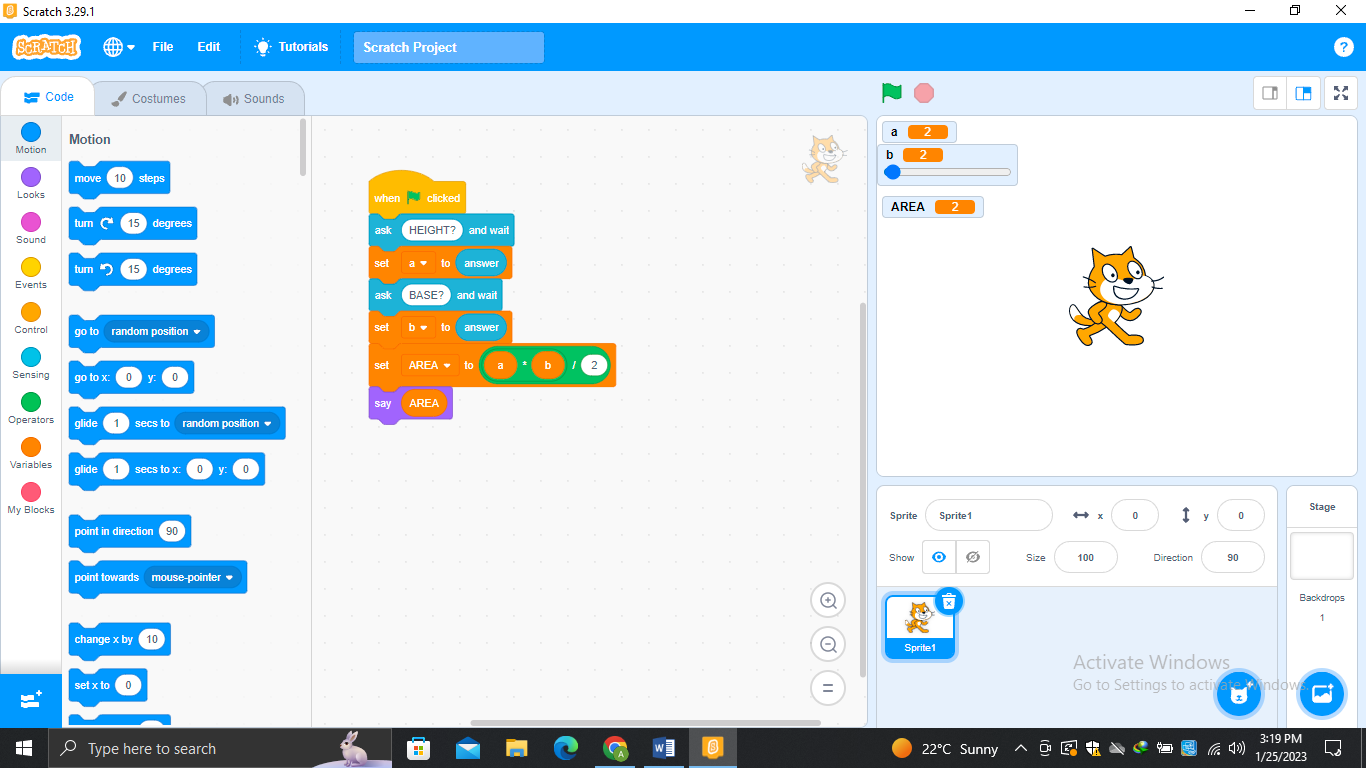 Scratch 3.29.1
SCRATCH File Edit Tutorials Scratch Project ?
Code Costumes Sounds
Motion
Looks
Sound
Events
Control
Sensing
Operators
Variables
My Blocks
Motion
move 10 steps
turn 15 degrees
turn 15 degrees
go to random position
go to x: 0 y: 0
glide 1 secs to random position
glide 1 secs to x: 0 y: 0
point in direction 90
point towards mouse-pointer
change x by 10
set x to 0
when clicked
ask HEIGHT? and wait
set a to answer
ask BASE? and wait
set b to answer
set AREA to a * b / 2
say AREA
a 2
b 2
AREA 2
Sprite Sprite1 x 0 y 0
Show Size 100 Direction 90
Sprite1
Stage
Backdrops
1
Activate Windows
Go to Settings to activate Windows.
Type here to search
22°C Sunny
3:19 PM
1/25/2023